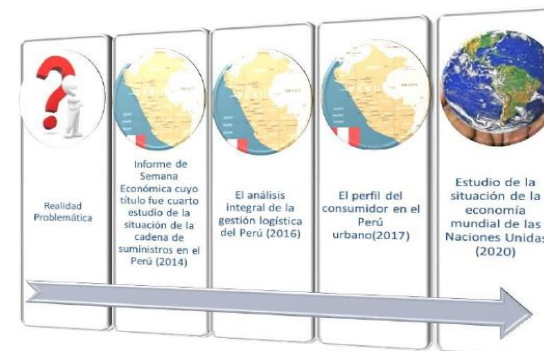 Realidad
Problemática
Informe de
Semana
Económica cuyo
título fue cuarto
estudio de la
situación de la
cadena de
suministros en el
Perú (2014)
El análisis
integral de la
gestión logística
del Perú (2016)
El perfil del
consumidor en el
Perú
urbano(2017)
Estudio de la
situación de la
economía
mundial de las
Naciones Unidas
(2020)